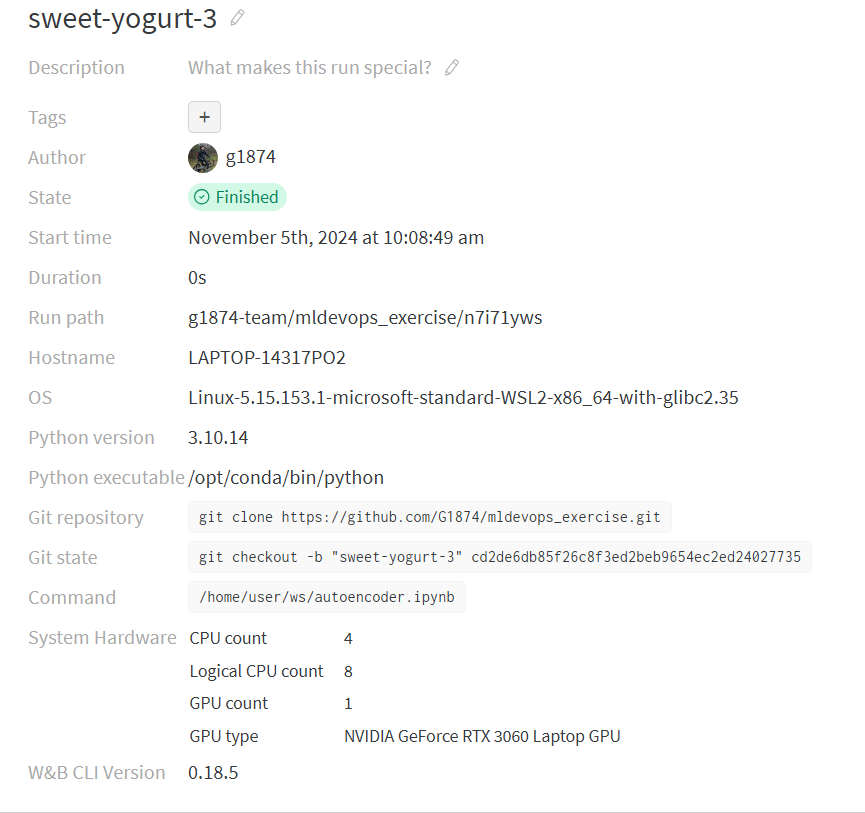 sweet-yogurt-3
Description What makes this run special?
Tags +
Author g1874
State Finished
Start time November 5th, 2024 at 10:08:49 am
Duration 0s
Run path g1874-team/mldevops_exercise/n7i71yws
Hostname LAPTOP-14317PO2
OS Linux-5.15.153.1-microsoft-standard-WSL2-x86_64-with-glibc2.35
Python version 3.10.14
Python executable /opt/conda/bin/python
Git repository git clone https://github.com/G1874/mldevops_exercise.git
Git state git checkout -b "sweet-yogurt-3" cd2de6db85f26c8f3ed2beb9654ec2ed24027735
Command /home/user/ws/autoencoder.ipynb
System Hardware CPU count 4
Logical CPU count 8
GPU count 1
GPU type NVIDIA GeForce RTX 3060 Laptop GPU
W&B CLI Version 0.18.5